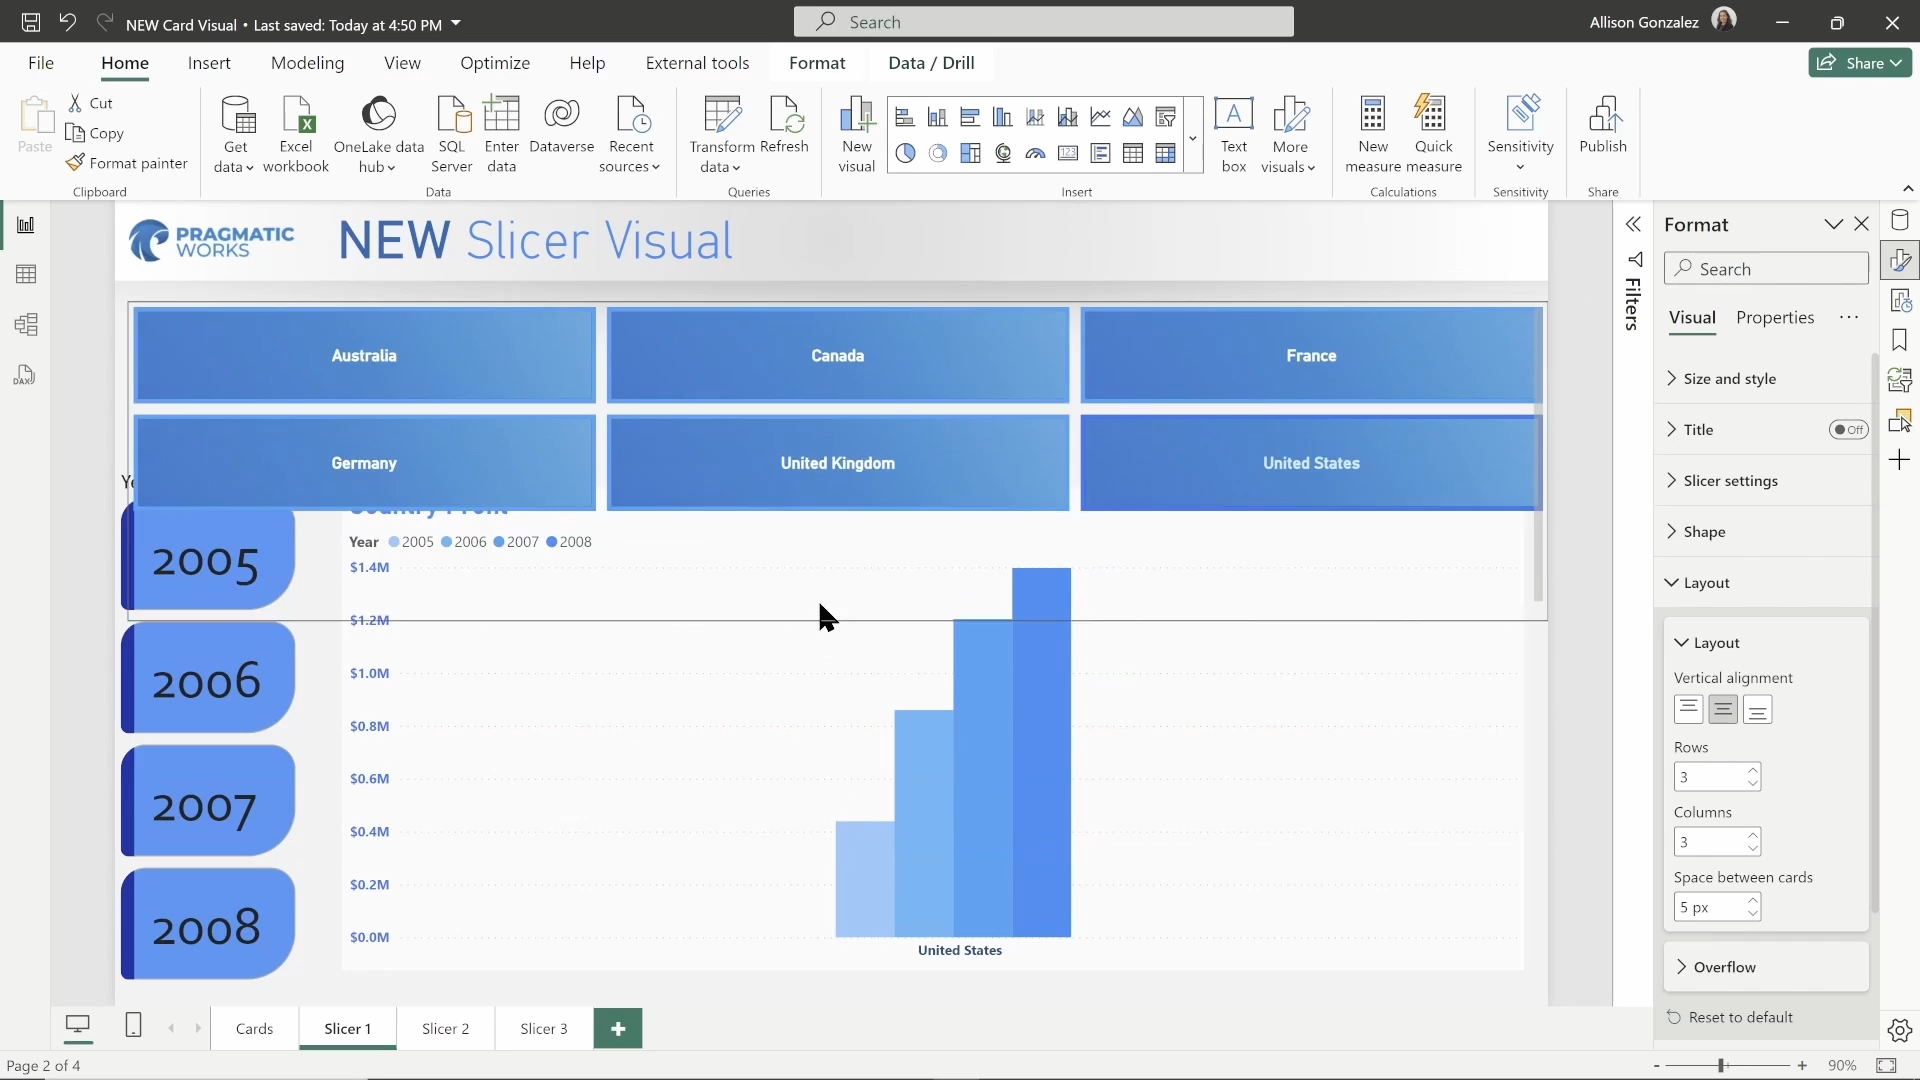 NEW Card Visual • Last saved: Today at 4:50 PM
Search
Allison Gonzalez
File
Home
Insert
Modeling
View
Optimize
Help
External tools
Format
Data / Drill
Share
Paste
Cut
Copy
Format painter
Clipboard
Get
data
Excel
workbook
OneLake data
hub
SQL
Server
Enter
data
Dataverse
Recent
sources
Data
Transform
data
Refresh
Queries
New
visual
123
Insert
A
Text
box
More
visuals
New
measure
Quick
measure
Calculations
Sensitivity
Sensitivity
Publish
Share
DAX
PRAGMATIC
WORKS
NEW Slicer Visual
Australia
Canada
France
Germany
United Kingdom
United States
2005
2006
2007
2008
Year
2005
2006
2007
2008
$1.4M
$1.2M
$1.0M
$0.8M
$0.6M
$0.4M
$0.2M
$0.0M
United States
Filters
Format
Search
Visual
Properties
Size and style
Title
Off
Slicer settings
Shape
Layout
Layout
Vertical alignment
Rows
3
Columns
3
Space between cards
5 px
Overflow
Reset to default
Cards
Slicer 1
Slicer 2
Slicer 3
Page 2 of 4
90%